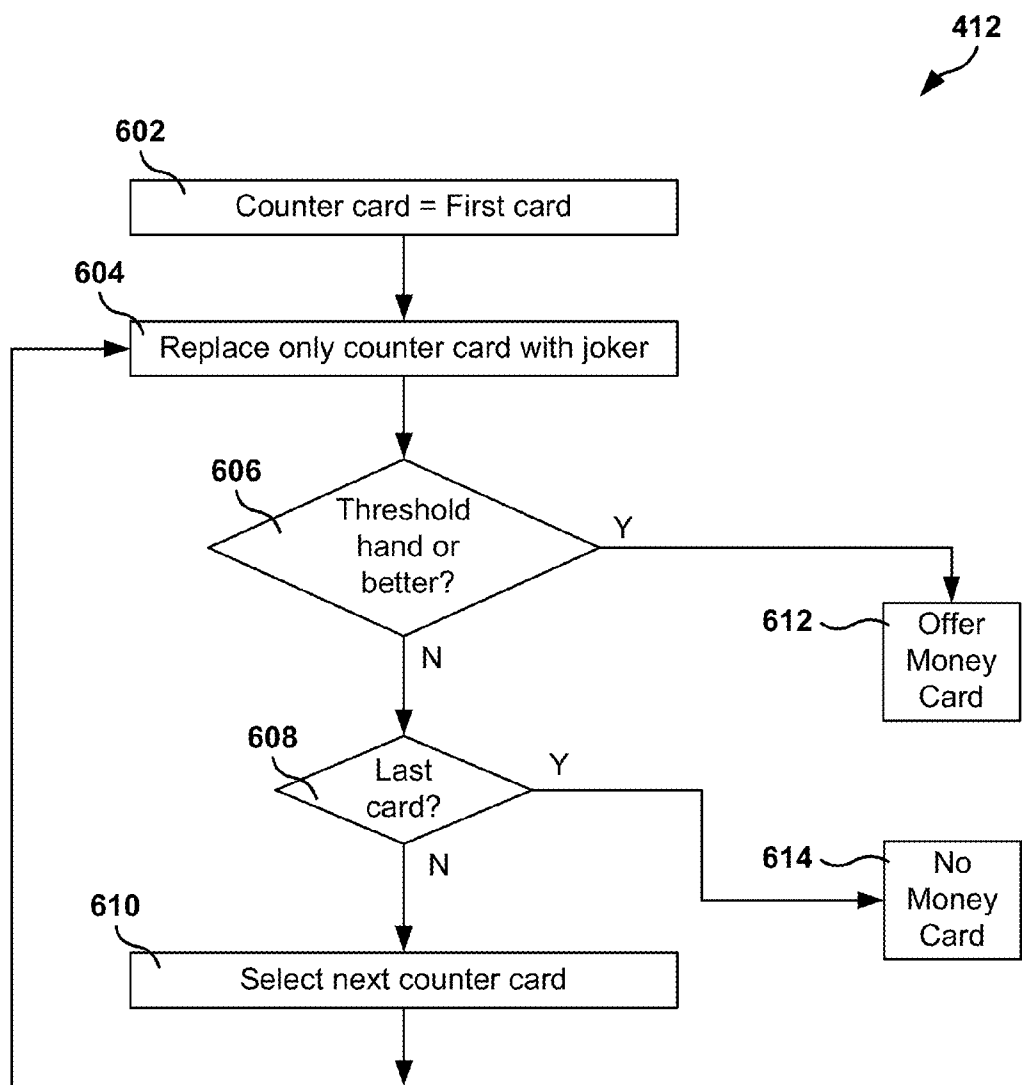 412
602
Counter card = First card
604
Replace only counter card with joker
606
Threshold
hand or
better?
Y
612
Offer
Money
Card
N
608
Last
card?
Y
614
No
Money
Card
N
610
Select next counter card